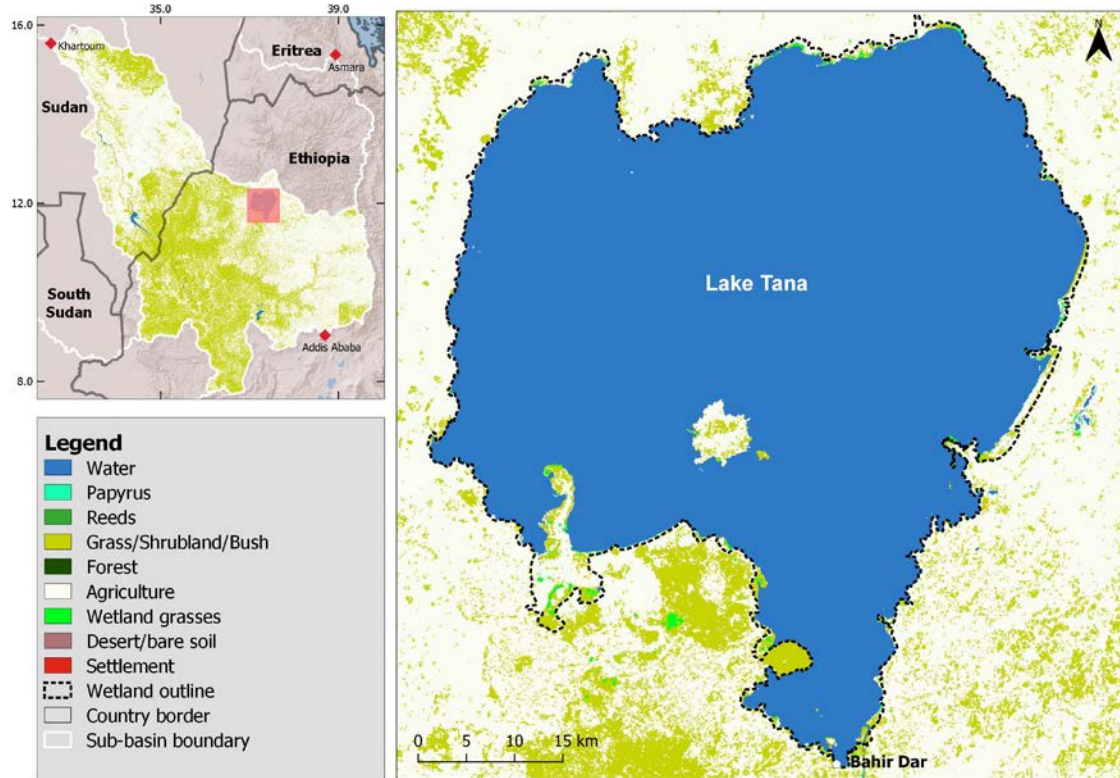 35.0
39.0
16.0
Khartoum
Eritrea
Asmara
Sudan
Ethiopia
12.0
South
Sudan
Addis Ababa
8.0
N
Lake Tana
Legend
Water
Papyrus
Reeds
Grass/Shrubland/Bush
Forest
Agriculture
Wetland grasses
Desert/bare soil
Settlement
Wetland outline
Country border
Sub-basin boundary
0 5 10 15 km
Bahir Dar